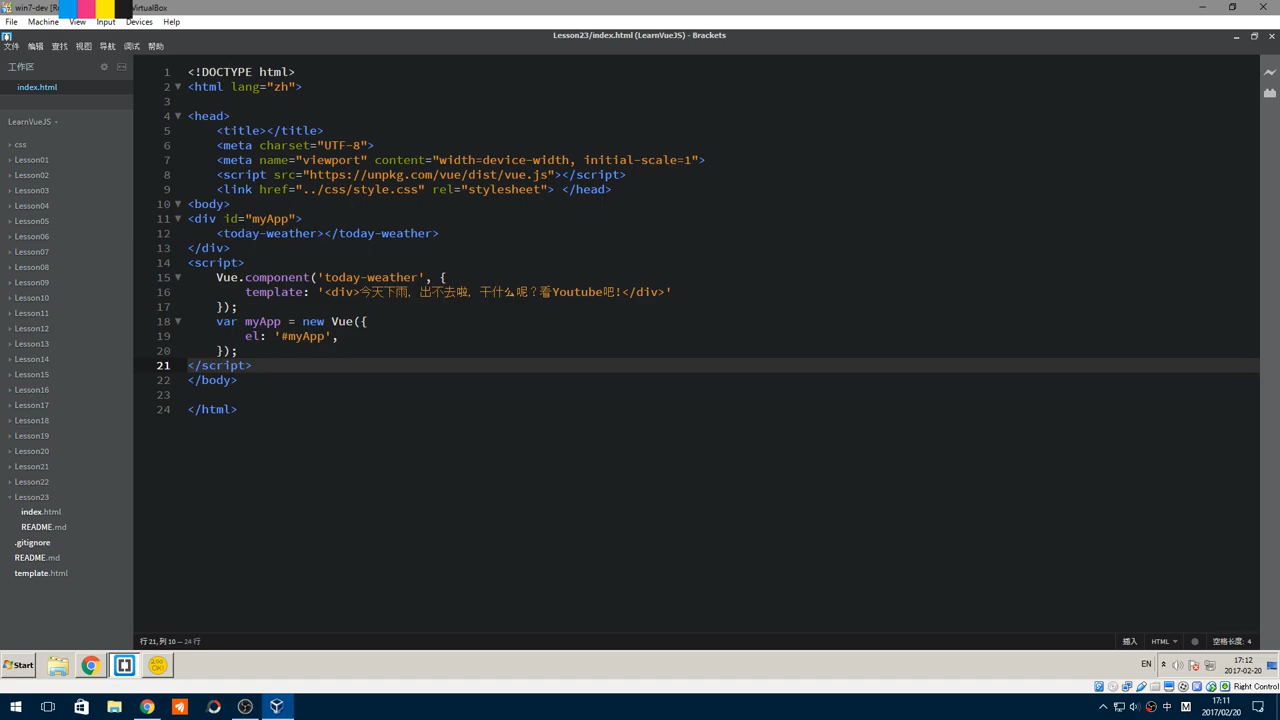 win7-dev [R
VirtualBox
File Machine View Input Devices Help
Lesson23/index.html (LearnVueJS) - Brackets
文件 编辑 查找 视图 导航 调试 帮助
工作区
index.html
LearnVueJS
css
Lesson01
Lesson02
Lesson03
Lesson04
Lesson05
Lesson06
Lesson07
Lesson08
Lesson09
Lesson10
Lesson11
Lesson12
Lesson13
Lesson14
Lesson15
Lesson16
Lesson17
Lesson18
Lesson19
Lesson20
Lesson21
Lesson22
Lesson23
index.html
README.md
.gitignore
README.md
template.html
1 <!DOCTYPE html>
2 <html lang="zh">
3
4 <head>
5 <title></title>
6 <meta charset="UTF-8">
7 <meta name="viewport" content="width=device-width, initial-scale=1">
8 <script src="https://unpkg.com/vue/dist/vue.js"></script>
9 <link href="../css/style.css" rel="stylesheet"> </head>
10 <body>
11 <div id="myApp">
12 <today-weather></today-weather>
13 </div>
14 <script>
15 Vue.component('today-weather', {
16 template: '<div>今天下雨，出不去啦，干什么呢？看Youtube吧!</div>'
17 });
18 var myApp = new Vue({
19 el: '#myApp',
20 });
21 </script>
22 </body>
23
24 </html>
行 21, 列 10 — 24 行
插入 HTML 空格长度: 4
Start
EN
17:12
2017-02-20
Right Control
中 M
17:11
2017/02/20